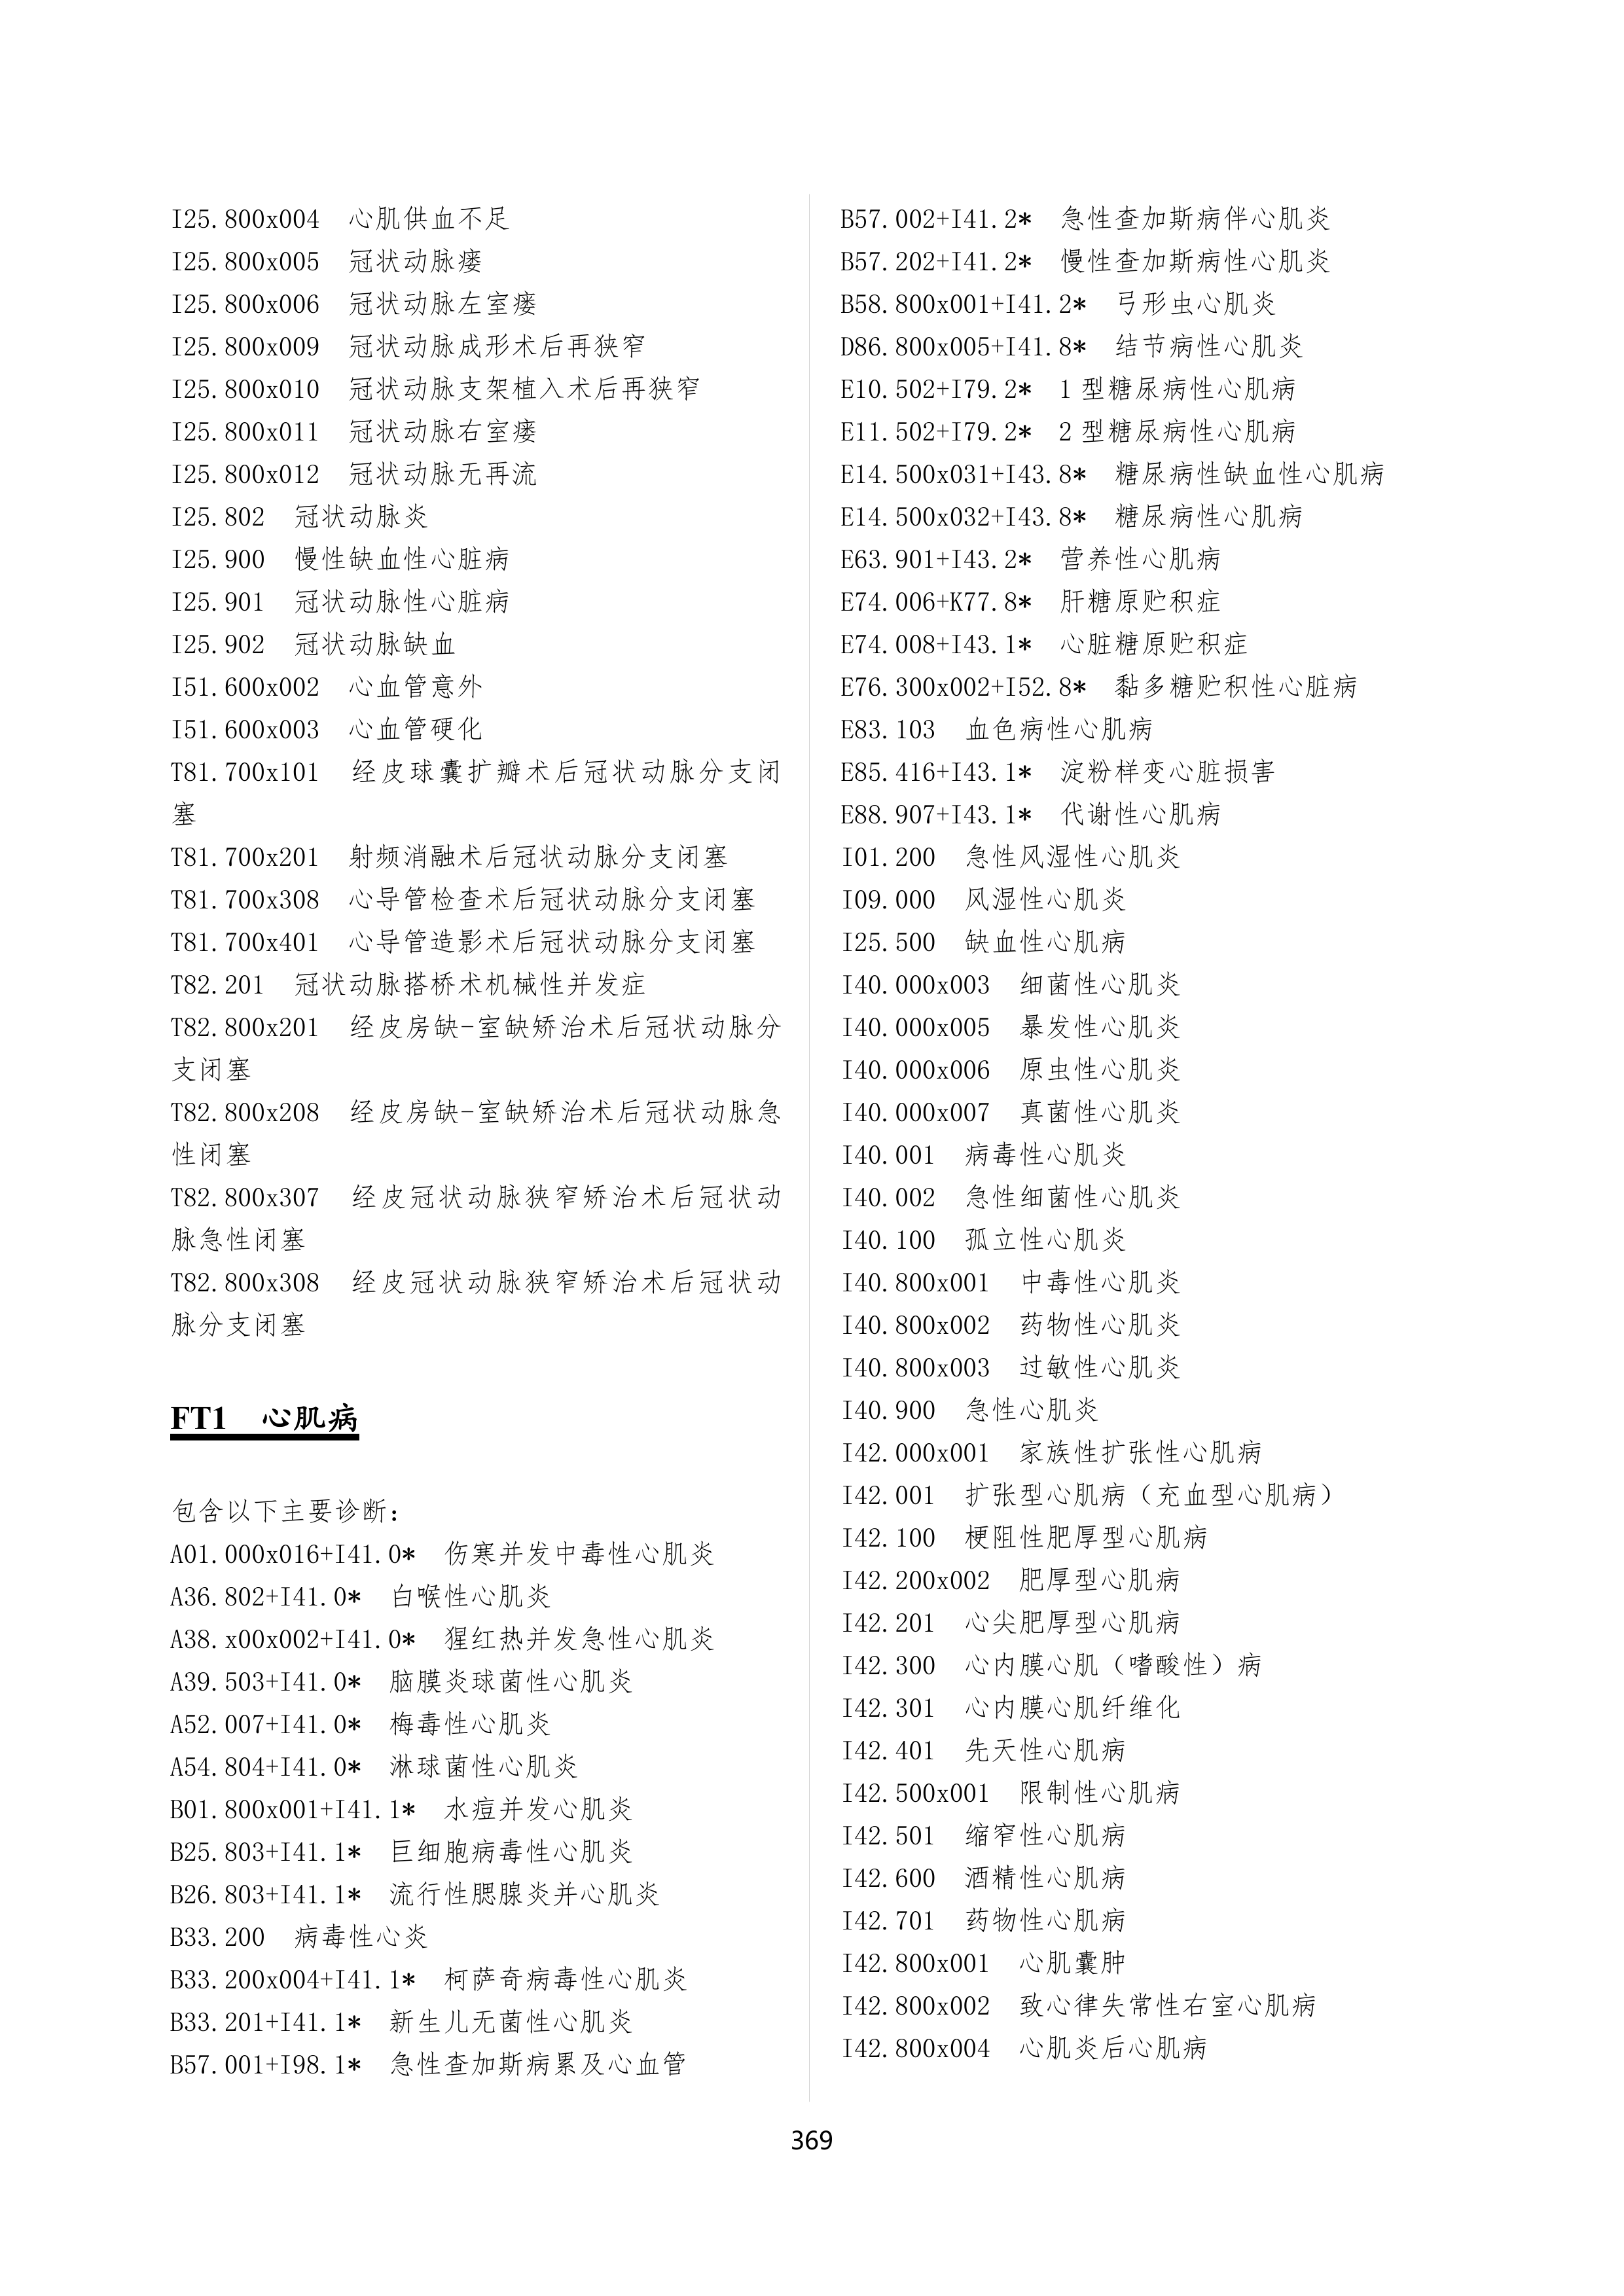 I25.800x004 心肌供血不足
I25.800x005 冠状动脉瘘
I25.800x006 冠状动脉左室瘘
I25.800x009 冠状动脉成形术后再狭窄
I25.800x010 冠状动脉支架植入术后再狭窄
I25.800x011 冠状动脉右室瘘
I25.800x012 冠状动脉无再流
I25.802 冠状动脉炎
I25.900 慢性缺血性心脏病
I25.901 冠状动脉性心脏病
I25.902 冠状动脉缺血
I51.600x002 心血管意外
I51.600x003 心血管硬化
T81.700x101 经皮球囊扩瓣术后冠状动脉分支闭
塞
T81.700x201 射频消融术后冠状动脉分支闭塞
T81.700x308 心导管检查术后冠状动脉分支闭塞
T81.700x401 心导管造影术后冠状动脉分支闭塞
T82.201 冠状动脉搭桥术机械性并发症
T82.800x201 经皮房缺-室缺矫治术后冠状动脉分
支闭塞
T82.800x208 经皮房缺-室缺矫治术后冠状动脉急
性闭塞
T82.800x307 经皮冠状动脉狭窄矫治术后冠状动
脉急性闭塞
T82.800x308 经皮冠状动脉狭窄矫治术后冠状动
脉分支闭塞
FT1 心肌病
包含以下主要诊断：
A01.000x016+I41.0* 伤寒并发中毒性心肌炎
A36.802+I41.0* 白喉性心肌炎
A38.x00x002+I41.0* 猩红热并发急性心肌炎
A39.503+I41.0* 脑膜炎球菌性心肌炎
A52.007+I41.0* 梅毒性心肌炎
A54.804+I41.0* 淋球菌性心肌炎
B01.800x001+I41.1* 水痘并发心肌炎
B25.803+I41.1* 巨细胞病毒性心肌炎
B26.803+I41.1* 流行性腮腺炎并心肌炎
B33.200 病毒性心炎
B33.200x004+I41.1* 柯萨奇病毒性心肌炎
B33.201+I41.1* 新生儿无菌性心肌炎
B57.001+I98.1* 急性查加斯病累及心血管
B57.002+I41.2* 急性查加斯病伴心肌炎
B57.202+I41.2* 慢性查加斯病性心肌炎
B58.800x001+I41.2* 弓形虫心肌炎
D86.800x005+I41.8* 结节病性心肌炎
E10.502+I79.2* 1 型糖尿病性心肌病
E11.502+I79.2* 2 型糖尿病性心肌病
E14.500x031+I43.8* 糖尿病性缺血性心肌病
E14.500x032+I43.8* 糖尿病性心肌病
E63.901+I43.2* 营养性心肌病
E74.006+K77.8* 肝糖原贮积症
E74.008+I43.1* 心脏糖原贮积症
E76.300x002+I52.8* 黏多糖贮积性心脏病
E83.103 血色病性心肌病
E85.416+I43.1* 淀粉样变心脏损害
E88.907+I43.1* 代谢性心肌病
I01.200 急性风湿性心肌炎
I09.000 风湿性心肌炎
I25.500 缺血性心肌病
I40.000x003 细菌性心肌炎
I40.000x005 暴发性心肌炎
I40.000x006 原虫性心肌炎
I40.000x007 真菌性心肌炎
I40.001 病毒性心肌炎
I40.002 急性细菌性心肌炎
I40.100 孤立性心肌炎
I40.800x001 中毒性心肌炎
I40.800x002 药物性心肌炎
I40.800x003 过敏性心肌炎
I40.900 急性心肌炎
I42.000x001 家族性扩张性心肌病
I42.001 扩张型心肌病（充血型心肌病）
I42.100 梗阻性肥厚型心肌病
I42.200x002 肥厚型心肌病
I42.201 心尖肥厚型心肌病
I42.300 心内膜心肌（嗜酸性）病
I42.301 心内膜心肌纤维化
I42.401 先天性心肌病
I42.500x001 限制性心肌病
I42.501 缩窄性心肌病
I42.600 酒精性心肌病
I42.701 药物性心肌病
I42.800x001 心肌囊肿
I42.800x002 致心律失常性右室心肌病
I42.800x004 心肌炎后心肌病
369